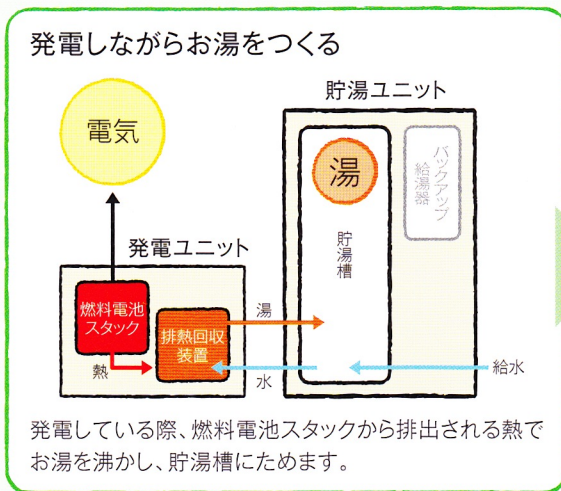 発電しながらお湯をつくる
貯湯ユニット
電気
湯
バックアップ
給湯器
貯湯槽
発電ユニット
燃料電池
スタック
排熱回収
装置
湯
熱
水
給水
発電している際、燃料電池スタックから排出される熱で
お湯を沸かし、貯湯槽にためます。